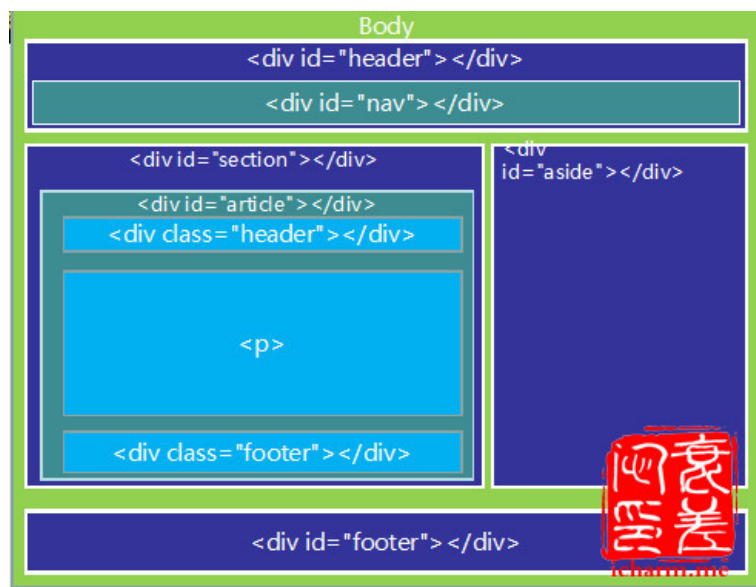 Body
<div id="header"></div>
<div id="nav"></div>
<div id="section"></div>
<div
id="aside"></div>
<div id="article"></div>
<div class="header"></div>
<p>
<div class="footer"></div>
<div id="footer"></div>
icharm.me